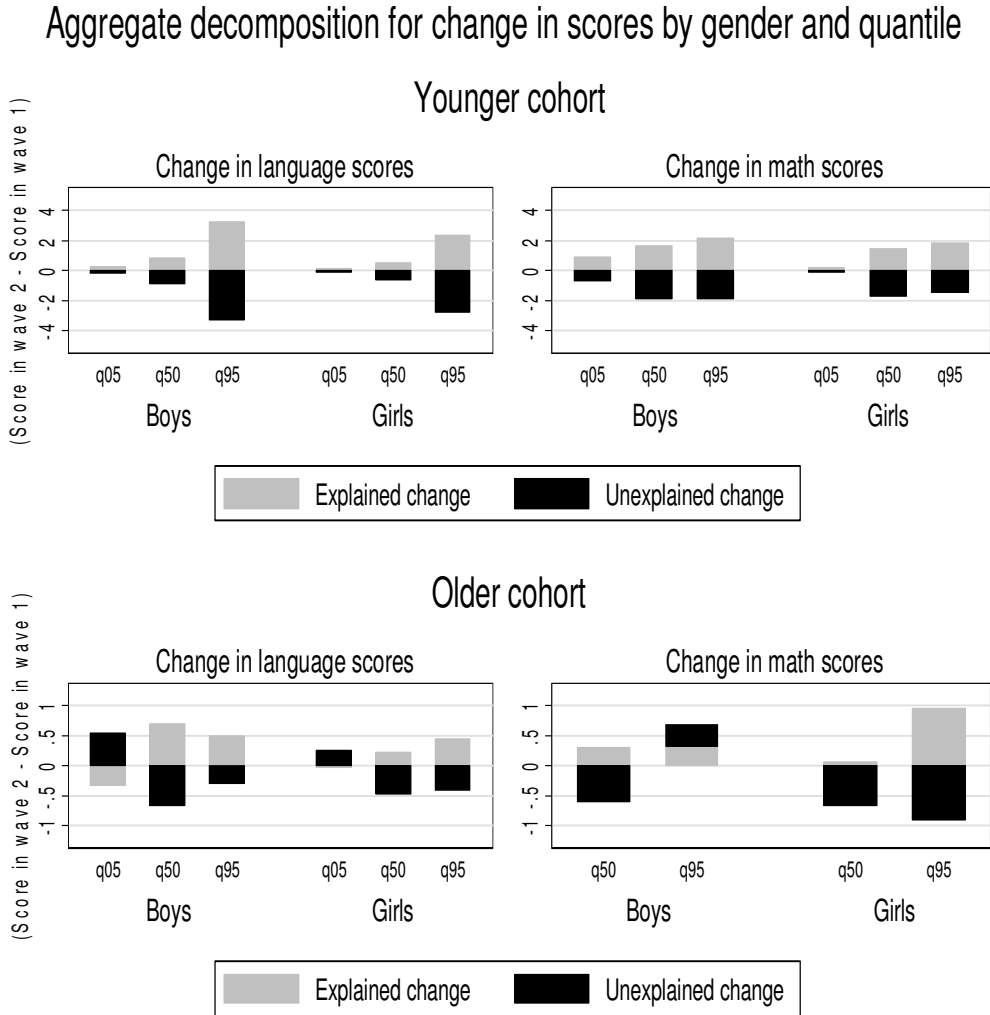 Aggregate decomposition for change in scores by gender and quantile
Younger cohort
(Score in wave 2 - Score in wave 1)
Change in language scores
4
2
0
-2
-4
q05 q50 q95 q05 q50 q95
Boys Girls
Change in math scores
4
2
0
-2
-4
q05 q50 q95 q05 q50 q95
Boys Girls
Explained change Unexplained change
Older cohort
(Score in wave 2 - Score in wave 1)
Change in language scores
1
.5
0
-.5
-1
q05 q50 q95 q05 q50 q95
Boys Girls
Change in math scores
1
.5
0
-.5
-1
q50 q95 q50 q95
Boys Girls
Explained change Unexplained change